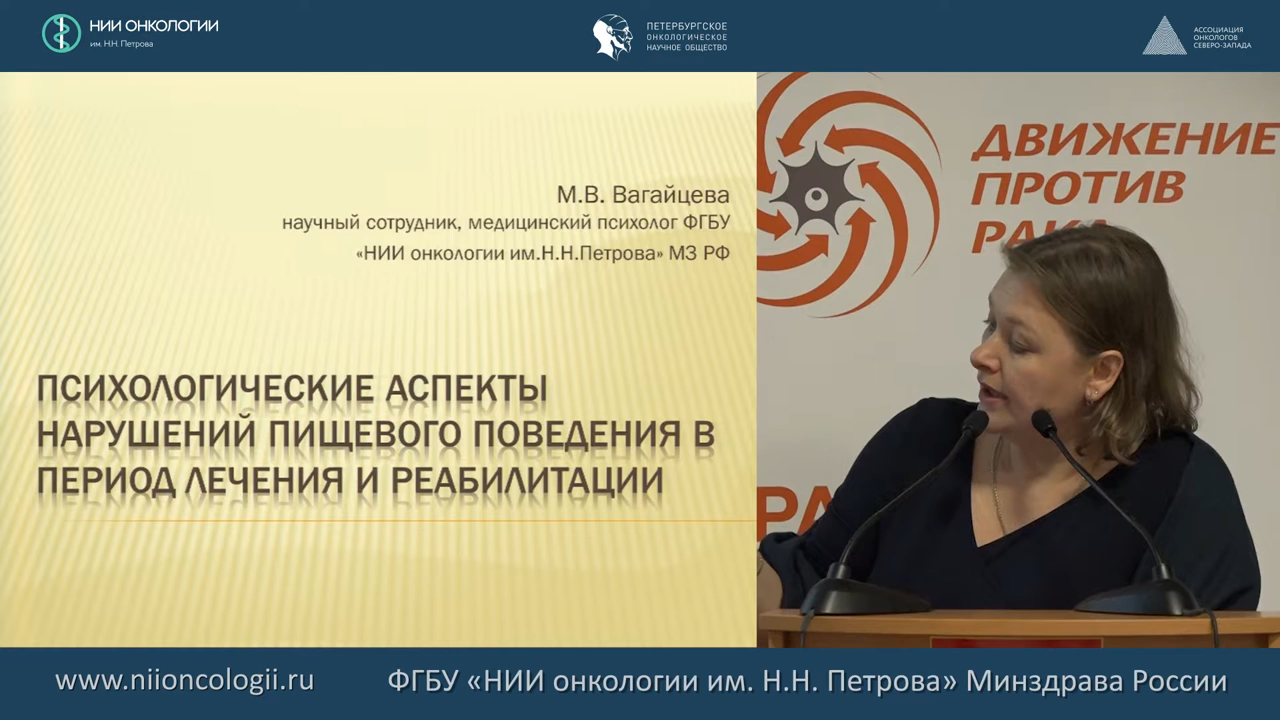 НИИ ОНКОЛОГИИ
им. Н.Н. Петрова
ПЕТЕРБУРГСКОЕ
ОНКОЛОГИЧЕСКОЕ
НАУЧНОЕ ОБЩЕСТВО
АССОЦИАЦИЯ
ОНКОЛОГОВ
СЕВЕРО-ЗАПАДА
М.В. Вагайцева
научный сотрудник, медицинский психолог ФГБУ
«НИИ онкологии им.Н.Н.Петрова» МЗ РФ
ПСИХОЛОГИЧЕСКИЕ АСПЕКТЫ
НАРУШЕНИЙ ПИЩЕВОГО ПОВЕДЕНИЯ В
ПЕРИОД ЛЕЧЕНИЯ И РЕАБИЛИТАЦИИ
ДВИЖЕНИЕ
ПРОТИВ
РАКА
www.niioncologii.ru
ФГБУ «НИИ онкологии им. Н.Н. Петрова» Минздрава России